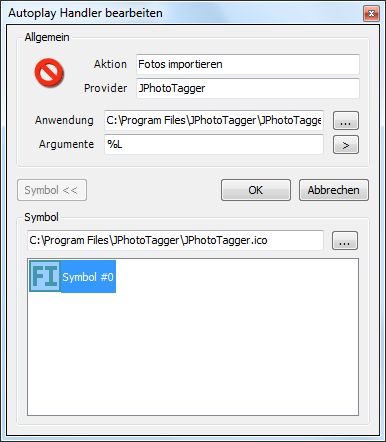 Autoplay Handler bearbeiten
Allgemein
Aktion Fotos importieren
Provider JPhotoTagger
Anwendung C:\Program Files\JPhotoTagger\JPhotoTagge ...
Argumente %L >
Symbol << OK Abbrechen
Symbol
C:\Program Files\JPhotoTagger\JPhotoTagger.ico ...
FI Symbol #0